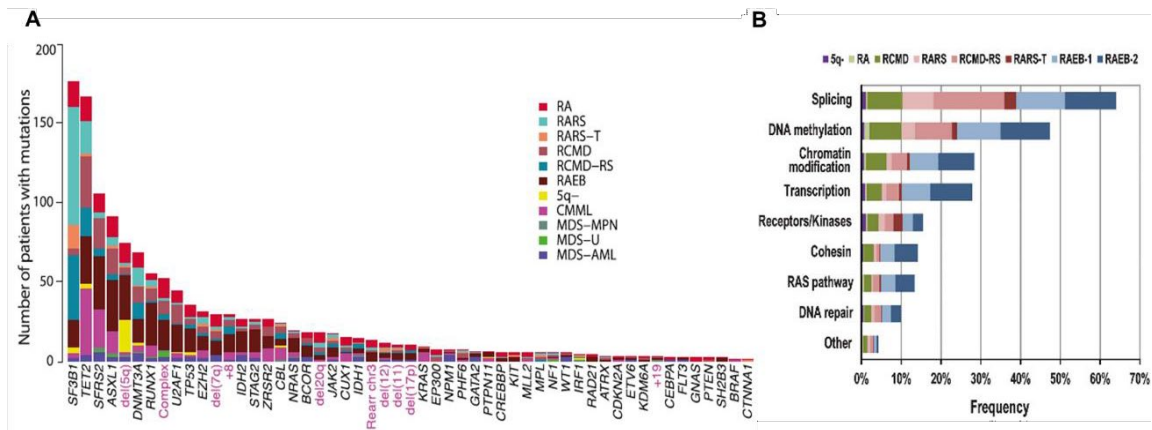 A
Number of patients with mutations
200
150
100
50
0
RA
RARS
RARS-T
RCMD
RCMD-RS
RAEB
5q-
CMML
MDS-MPN
MDS-U
MDS-AML
SF3B1
TET2
SFRS2
ASXL1
del(5q)
DNMT3A
RUNX1
Complex
U2AF1
TP53
EZH2
del(7q)
+8
IDH2
STAG2
ZRSR2
CBL
NRAS
BCOR
del20q
JAK2
CUX1
IDH1
Rearr chr3
del(12)
del(11)
del(17p)
KRAS
EP300
NPM1
PHF6
GATA2
PTPN11
CREBBP
KIT
MLL2
MPL
NF1
WT1
IRF1
RAD21
ATRX
CDKN2A
ETV6
KDM6A
+19
CEBPA
FLT3
GNAS
PTEN
SH2B3
BRAF
CTNNA1
B
5q- RA RCMD RARS RCMD-RS RARS-T RAEB-1 RAEB-2
Splicing
DNA methylation
Chromatin
modification
Transcription
Receptors/Kinases
Cohesin
RAS pathway
DNA repair
Other
0% 10% 20% 30% 40% 50% 60% 70%
Frequency